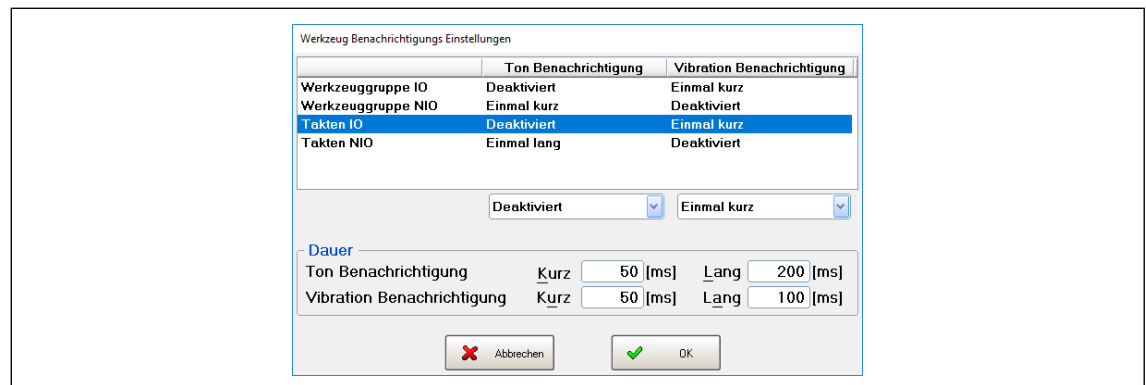 Werkzeug Benachrichtigungs Einstellungen
Ton Benachrichtigung Vibration Benachrichtigung
Werkzeuggruppe IO Deaktiviert Einmal kurz
Werkzeuggruppe NIO Einmal kurz Deaktiviert
Takten IO Deaktiviert Einmal kurz
Takten NIO Einmal lang Deaktiviert
Deaktiviert Einmal kurz
Dauer
Ton Benachrichtigung Kurz 50 [ms] Lang 200 [ms]
Vibration Benachrichtigung Kurz 50 [ms] Lang 100 [ms]
Abbrechen OK